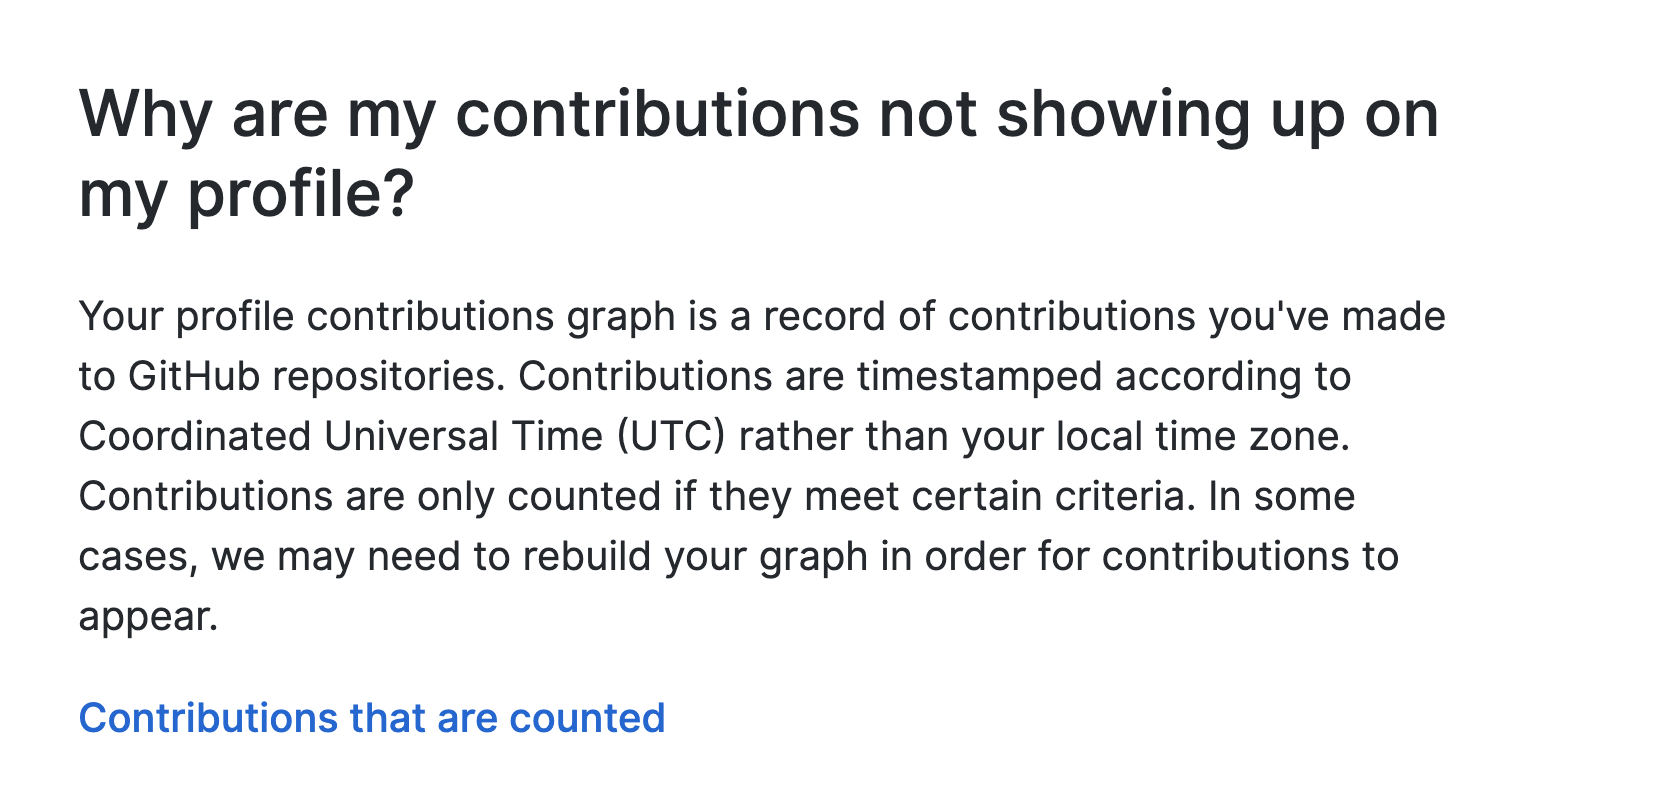 Why are my contributions not showing up on
my profile?
Your profile contributions graph is a record of contributions you've made
to GitHub repositories. Contributions are timestamped according to
Coordinated Universal Time (UTC) rather than your local time zone.
Contributions are only counted if they meet certain criteria. In some
cases, we may need to rebuild your graph in order for contributions to
appear.
Contributions that are counted